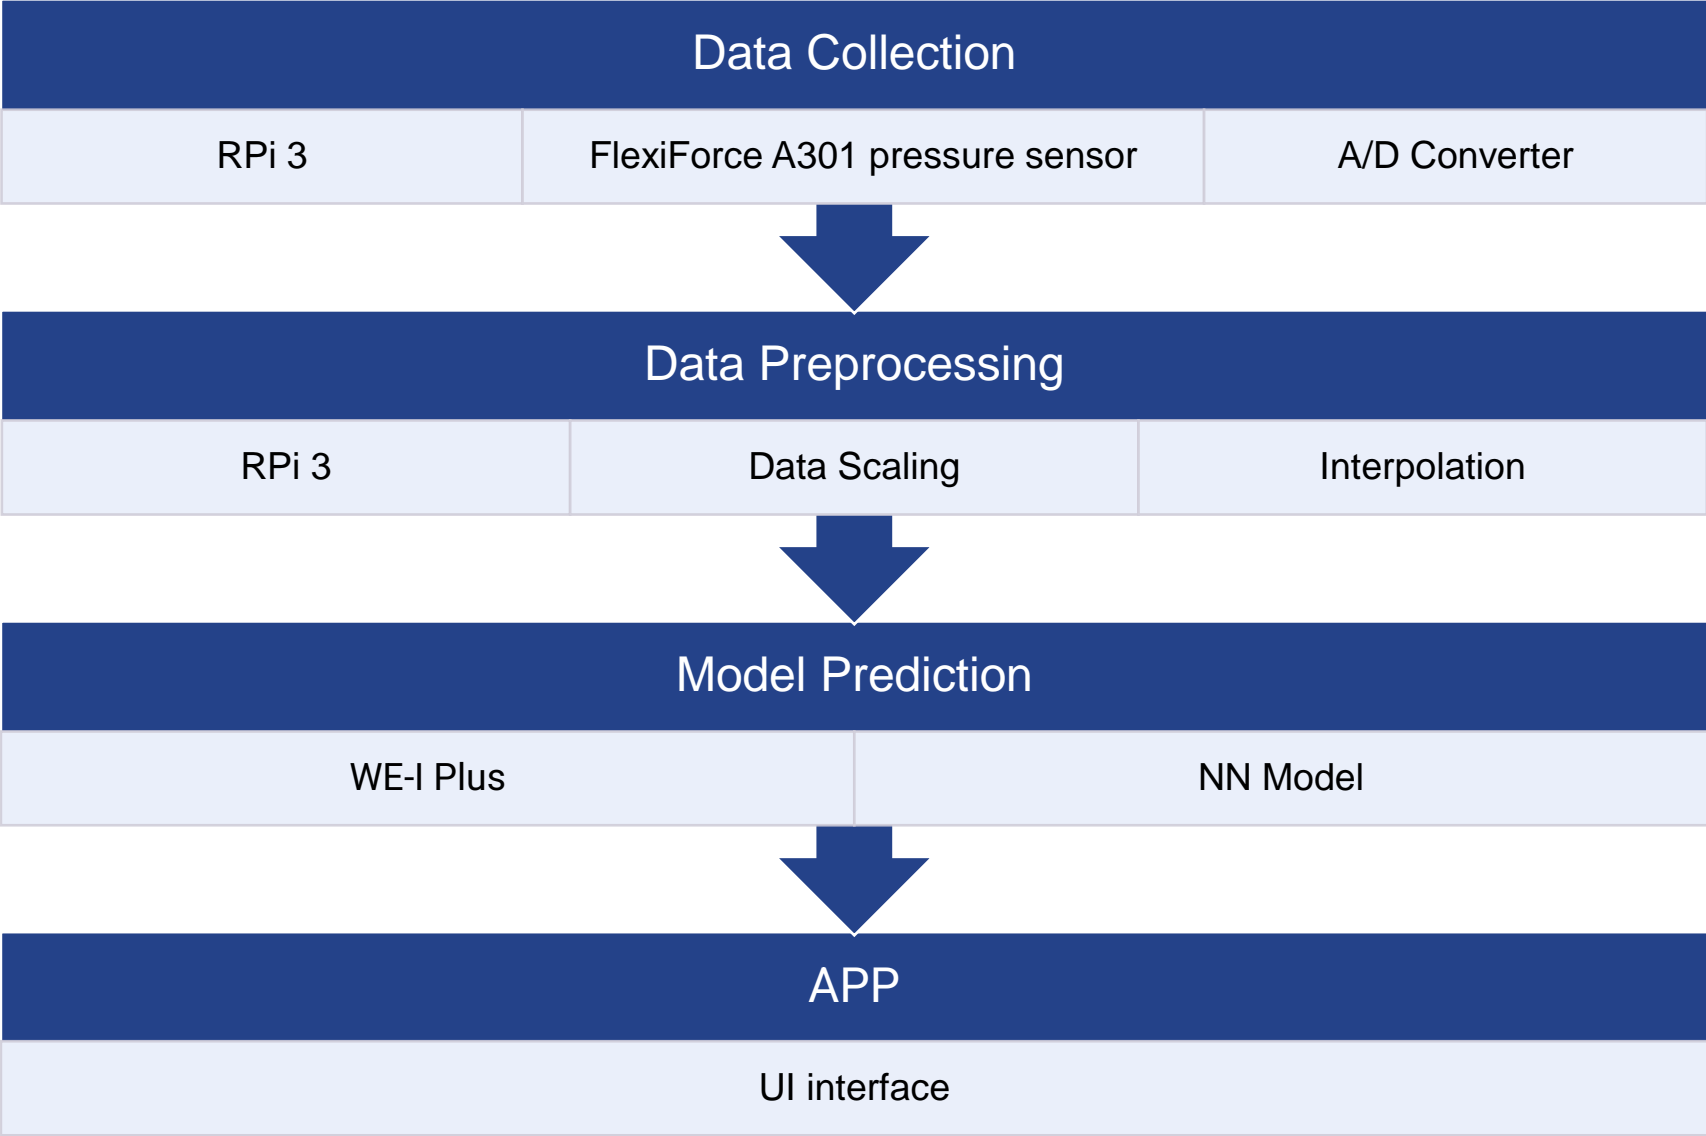 Data Collection
RPi 3
FlexiForce A301 pressure sensor
A/D Converter
Data Preprocessing
RPi 3
Data Scaling
Interpolation
Model Prediction
WE-I Plus
NN Model
APP
UI interface